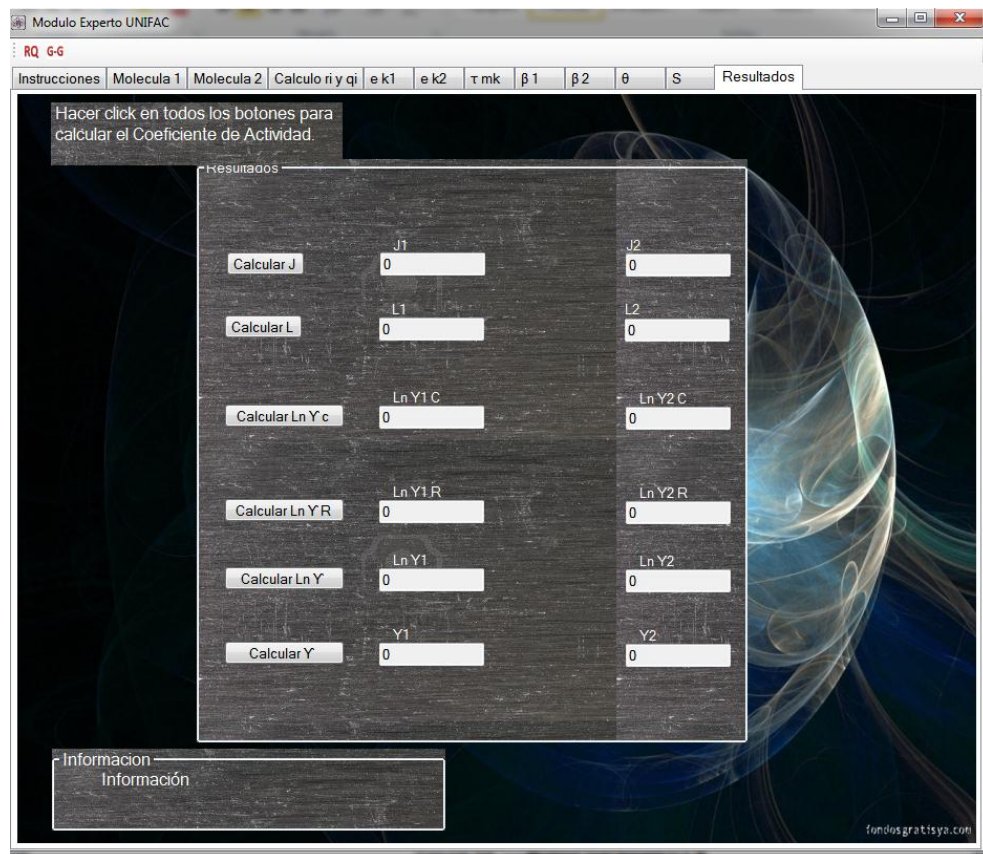 Modulo Experto UNIFAC
RQ G-G
Instrucciones Molecula 1 Molecula 2 Calculo ri y qi e k1 e k2 τ mk β 1 β 2 θ S Resultados
Hacer click en todos los botones para
calcular el Coeficiente de Actividad.
Resultados
J1 J2
Calcular J 0 0
L1 L2
Calcular L 0 0
Ln Y1 C Ln Y2 C
Calcular Ln ϒ c 0 0
Ln Y1 R Ln Y2 R
Calcular Ln ϒ R 0 0
Ln Y1 Ln Y2
Calcular Ln ϒ 0 0
Y1 Y2
Calcular ϒ 0 0
Informacion
Información
fondosgratisya.com